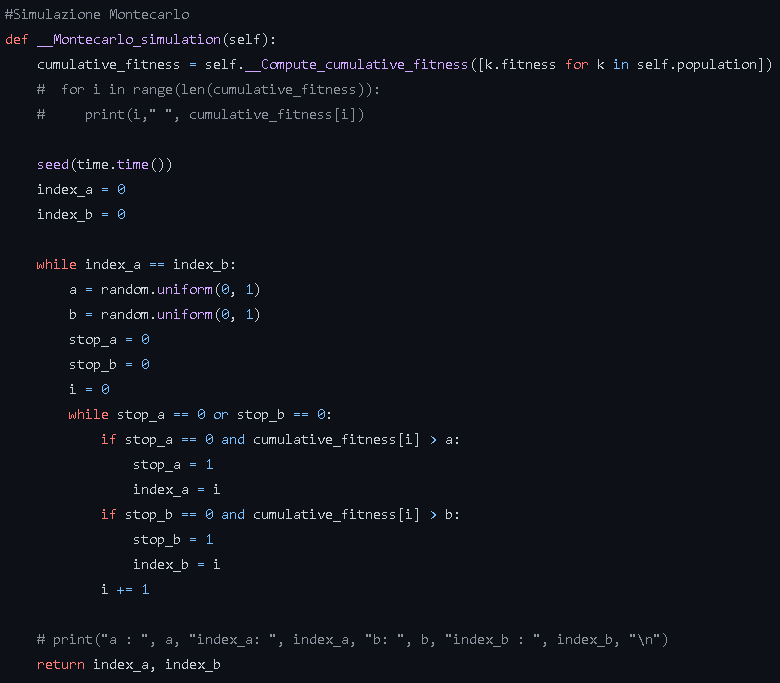 #Simulazione Montecarlo
def __Montecarlo_simulation(self):
    cumulative_fitness = self.__Compute_cumulative_fitness([k.fitness for k in self.population])
    #  for i in range(len(cumulative_fitness)):
    #     print(i," ", cumulative_fitness[i])

    seed(time.time())
    index_a = 0
    index_b = 0

    while index_a == index_b:
        a = random.uniform(0, 1)
        b = random.uniform(0, 1)
        stop_a = 0
        stop_b = 0
        i = 0
        while stop_a == 0 or stop_b == 0:
            if stop_a == 0 and cumulative_fitness[i] > a:
                stop_a = 1
                index_a = i
            if stop_b == 0 and cumulative_fitness[i] > b:
                stop_b = 1
                index_b = i
            i += 1

    # print("a : ", a, "index_a: ", index_a, "b: ", b, "index_b : ", index_b, "\n")
    return index_a, index_b